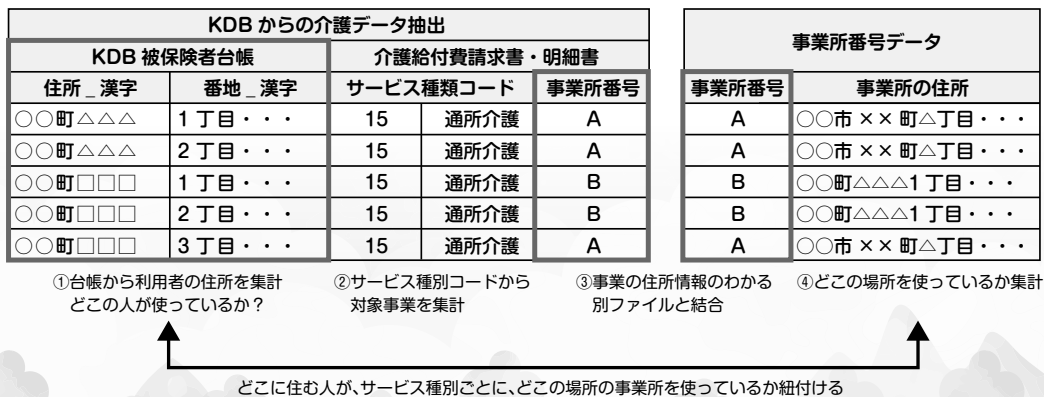 KDB からの介護データ抽出
KDB 被保険者台帳 介護給付費請求書・明細書
住所 _ 漢字 番地 _ 漢字 サービス種類コード 事業所番号
○○町△△△ 1 丁目・・・ 15 通所介護 A
○○町△△△ 2 丁目・・・ 15 通所介護 A
○○町□□□ 1 丁目・・・ 15 通所介護 B
○○町□□□ 2 丁目・・・ 15 通所介護 B
○○町□□□ 3 丁目・・・ 15 通所介護 A
事業所番号データ
事業所番号 事業所の住所
A ○○市 ×× 町△丁目・・・
A ○○市 ×× 町△丁目・・・
B ○○町△△△1 丁目・・・
B ○○町△△△1 丁目・・・
A ○○市 ×× 町△丁目・・・
①台帳から利用者の住所を集計
どこの人が使っているか？
②サービス種別コードから
対象事業を集計
③事業の住所情報のわかる
別ファイルと結合
④どこの場所を使っているか集計
どこに住む人が、サービス種別ごとに、どこの場所の事業所を使っているか紐付ける